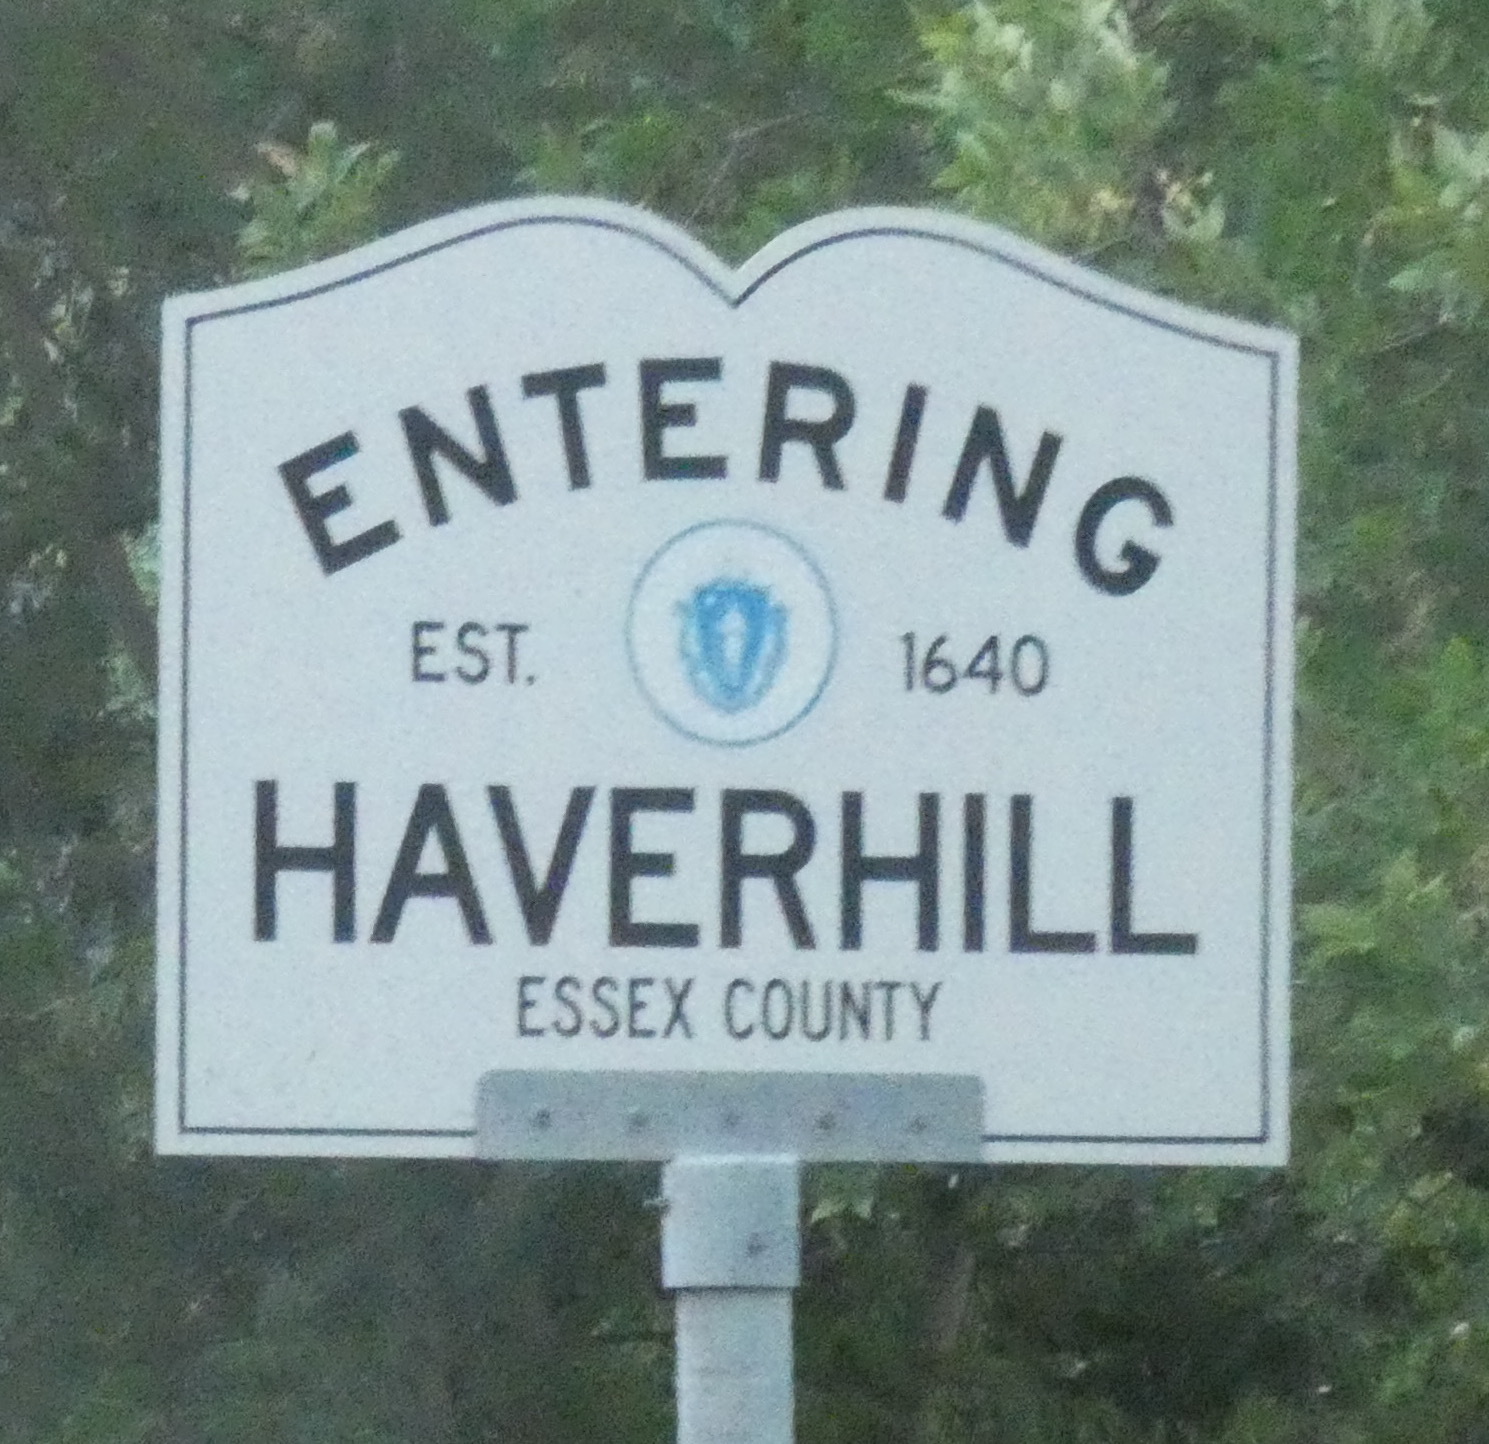 ENTERING
EST. 1640
HAVERHILL
ESSEX COUNTY